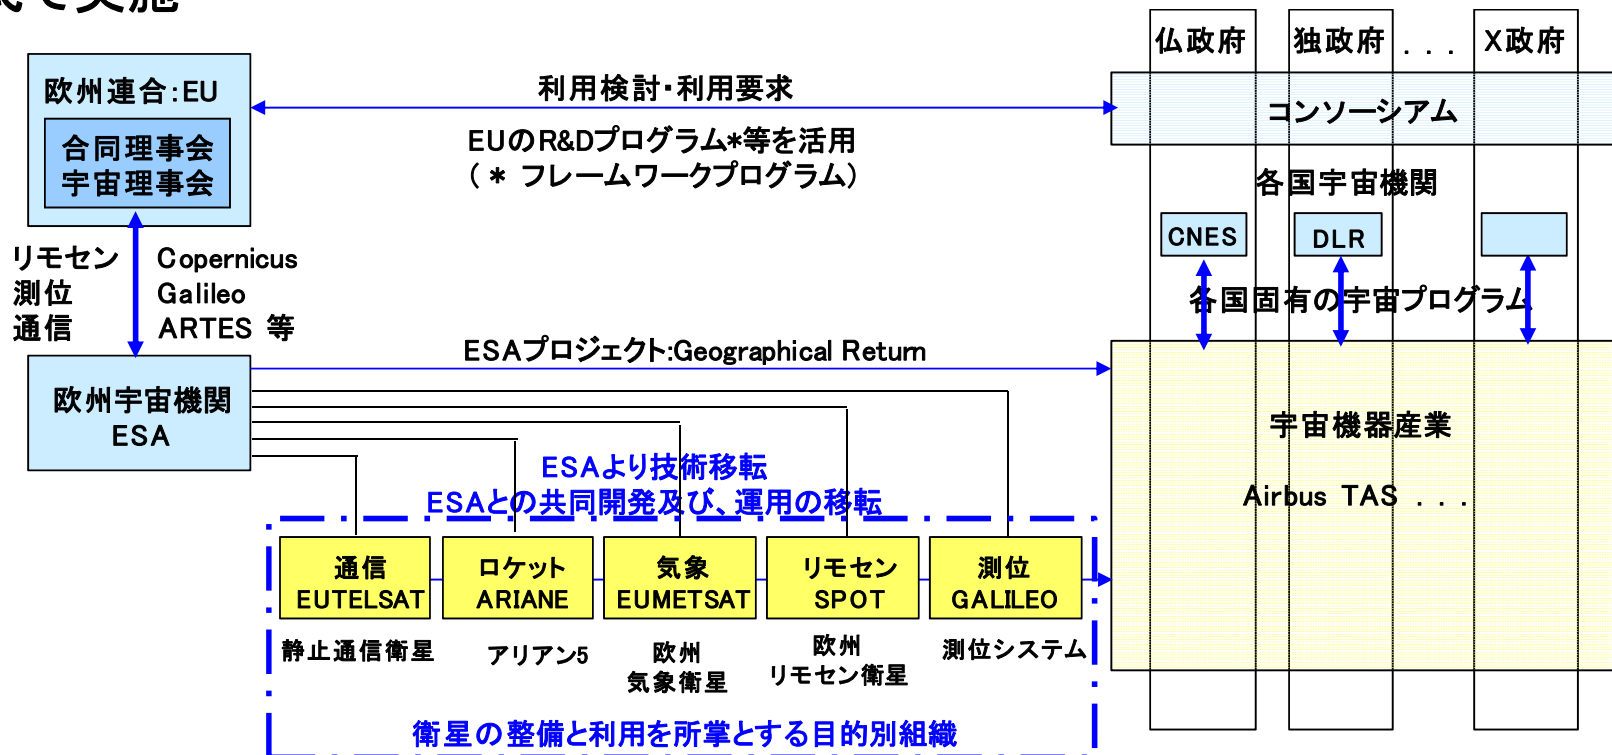 式で実施
仏政府
独政府
. . .
X政府
欧州連合:EU
合同理事会
宇宙理事会
利用検討・利用要求
EUのR&Dプログラム*等を活用
( * フレームワークプログラム)
コンソーシアム
各国宇宙機関
CNES
DLR
リモセン Copernicus
測位 Galileo
通信 ARTES 等
各国固有の宇宙プログラム
ESAプロジェクト:Geographical Return
欧州宇宙機関
ESA
宇宙機器産業
Airbus TAS . . .
ESAより技術移転
ESAとの共同開発及び、運用の移転
通信
EUTELSAT
ロケット
ARIANE
気象
EUMETSAT
リモセン
SPOT
測位
GALILEO
静止通信衛星
アリアン5
欧州
気象衛星
欧州
リモセン衛星
測位システム
衛星の整備と利用を所掌とする目的別組織